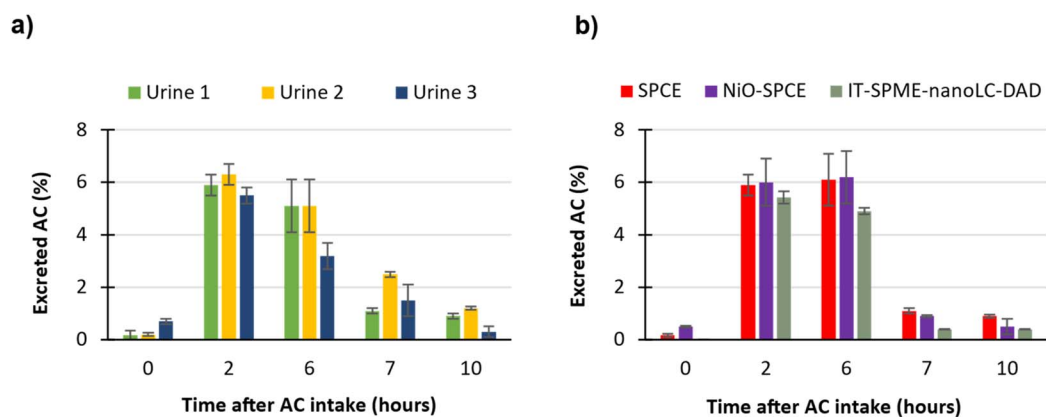 a)
Urine 1 Urine 2 Urine 3
Excreted AC (%)
8
6
4
2
0
0 2 6 7 10
Time after AC intake (hours)
b)
SPCE NiO-SPCE IT-SPME-nanoLC-DAD
Excreted AC (%)
8
6
4
2
0
0 2 6 7 10
Time after AC intake (hours)